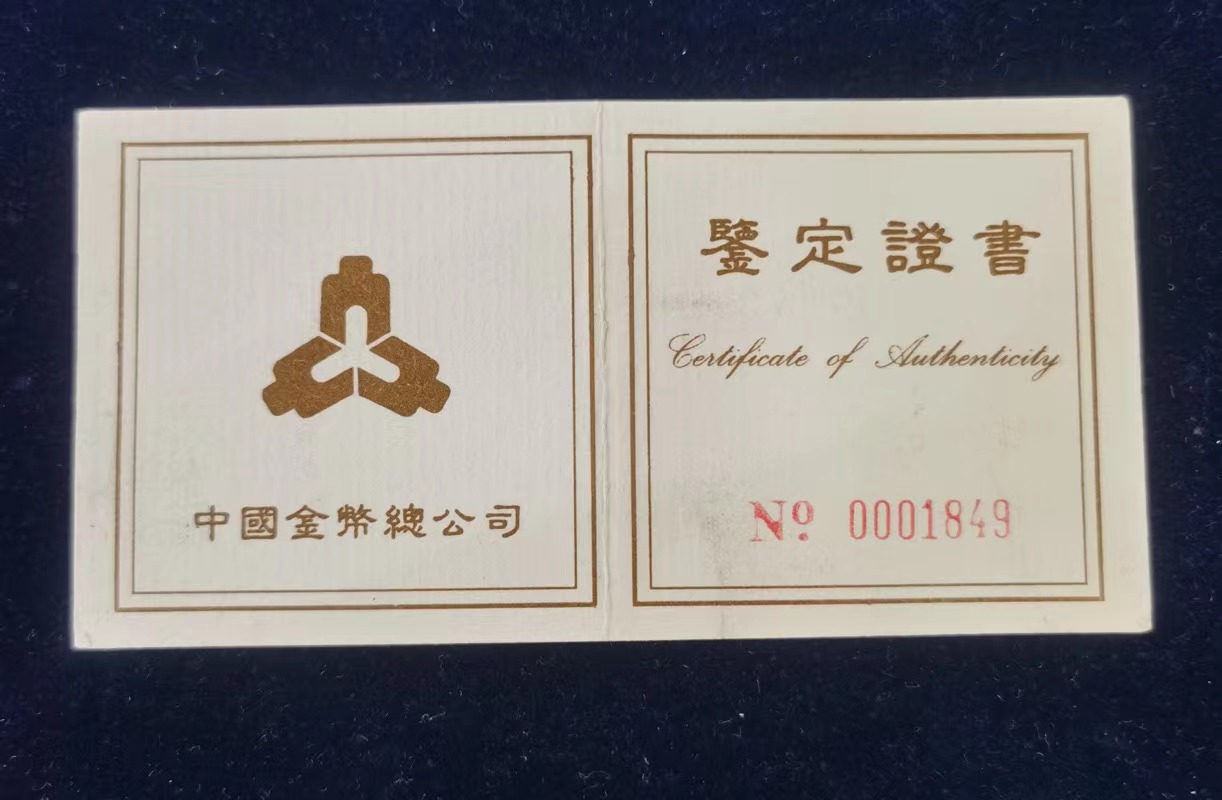 中國金幣總公司
鑒定證書
Certificate of Authenticity
Nº 0001849